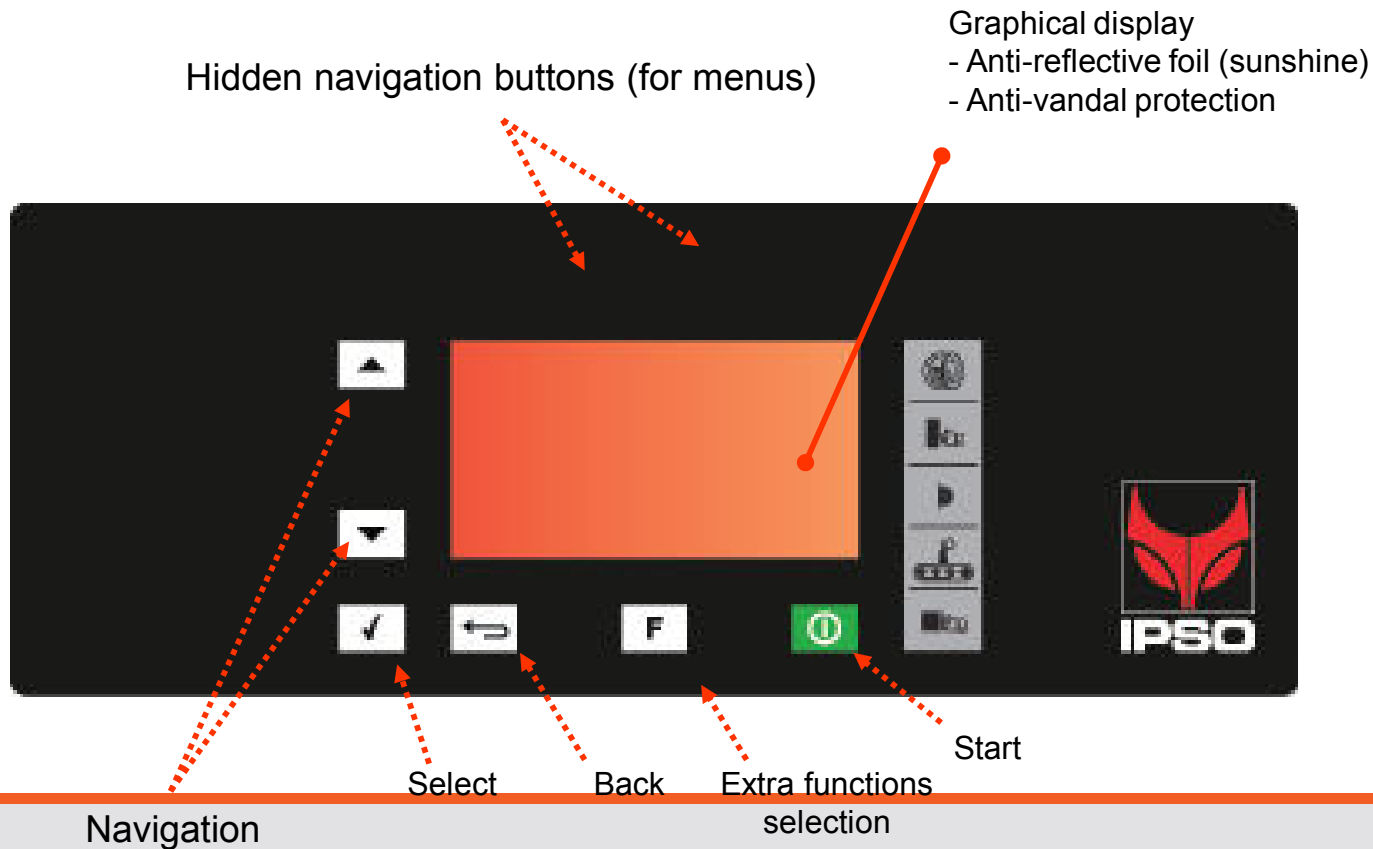 Graphical display
- Anti-reflective foil (sunshine)
- Anti-vandal protection
Hidden navigation buttons (for menus)
F
IPSO
Start
Select
Back
Extra functions
selection
Navigation